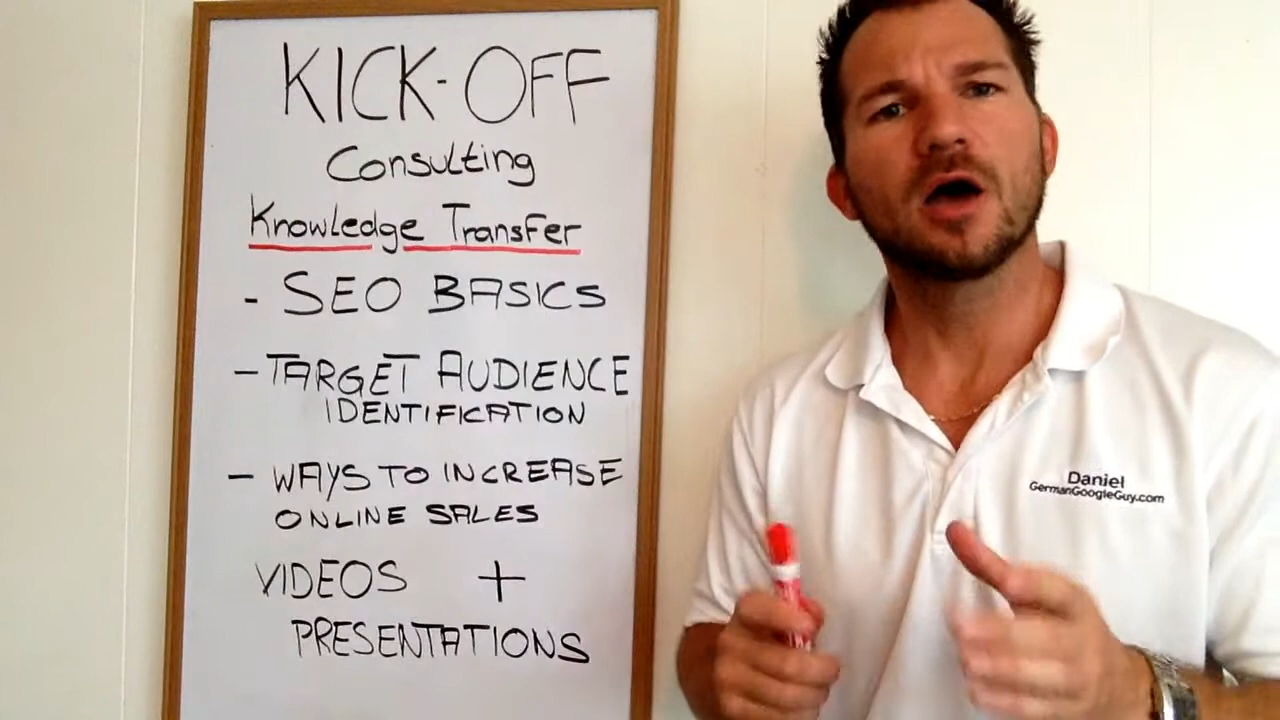 KICK-OFF
Consulting
Knowledge Transfer
- SEO BASICS
- TARGET AUDIENCE
IDENTIFICATION
- WAYS TO INCREASE
ONLINE SALES
VIDEOS +
PRESENTATIONS
Daniel
GermanGoogleGuy.com